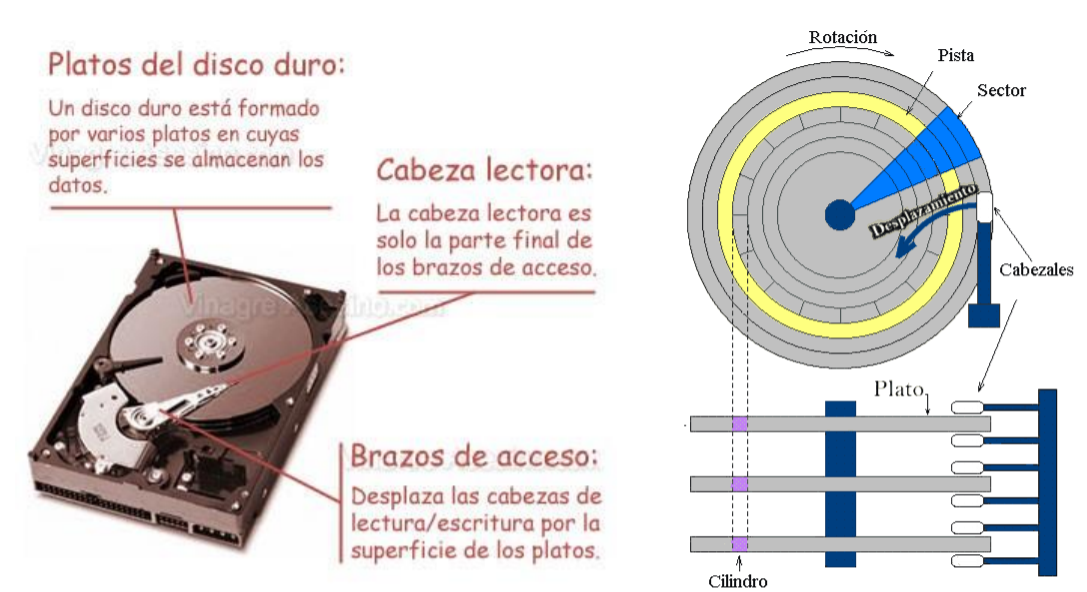 Platos del disco duro:
Un disco duro está formado
por varios platos en cuyas
superficies se almacenan los
datos.
Cabeza lectora:
La cabeza lectora es
solo la parte final de
los brazos de acceso.
Brazos de acceso:
Desplaza las cabezas de
lectura/escritura por la
superficie de los platos.
Rotación
Pista
Sector
Desplazamiento
Cabezales
Plato
Cilindro